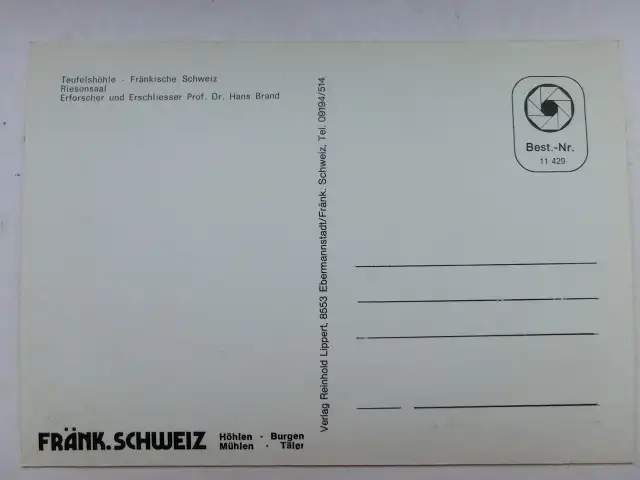 Teufelshöhle - Fränkische Schweiz
Riesensaal
Erforscher und Erschliesser Prof. Dr. Hans Brand
Verlag Reinhold Lippert, 8553 Ebermannstadt/Fränk. Schweiz, Tel. 09194/514
Best.-Nr.
11 429
FRÄNK. SCHWEIZ
Höhlen - Burgen
Mühlen - Täler